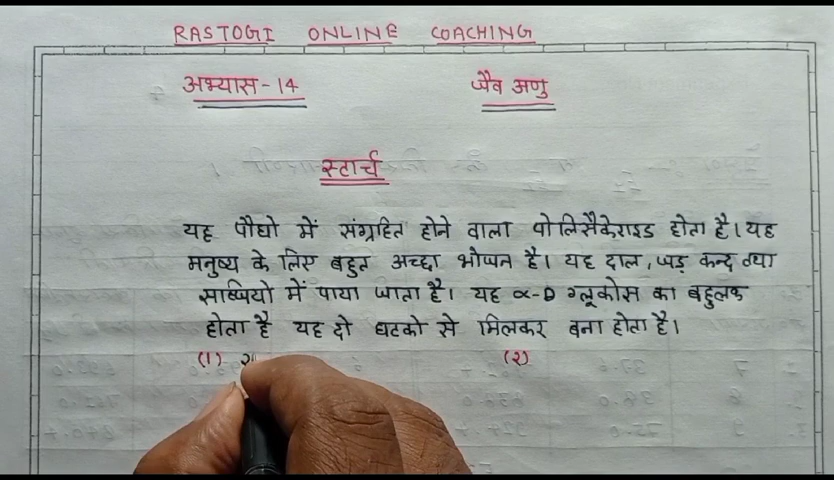 RASTOGI ONLINE COACHING
अभ्यास-14 जैव अणु
स्टार्च
यह पौधो में संग्रहित होने वाला पोलिसैकेराइड होता है। यह
मनुष्य के लिए बहुत अच्छा भोजन है। यह दाल, जड़ कन्द तथा
सब्जियो में पाया जाता है। यह α-D ग्लूकोस का बहुलक
होता है यह दो घटको से मिलकर बना होता है।
(1) (2)